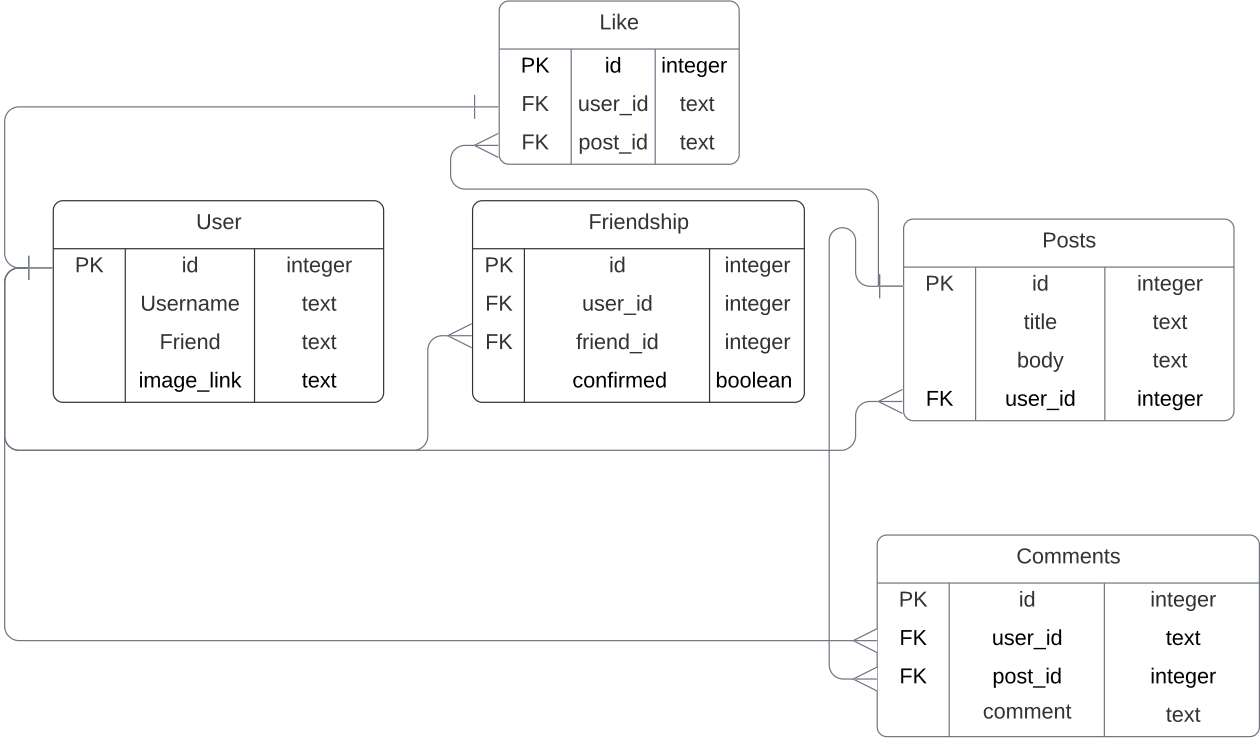 Like
PK id integer
FK user_id text
FK post_id text
User
PK id integer
Username text
Friend text
image_link text
Friendship
PK id integer
FK user_id integer
FK friend_id integer
confirmed boolean
Posts
PK id integer
title text
body text
FK user_id integer
Comments
PK id integer
FK user_id text
FK post_id integer
comment text